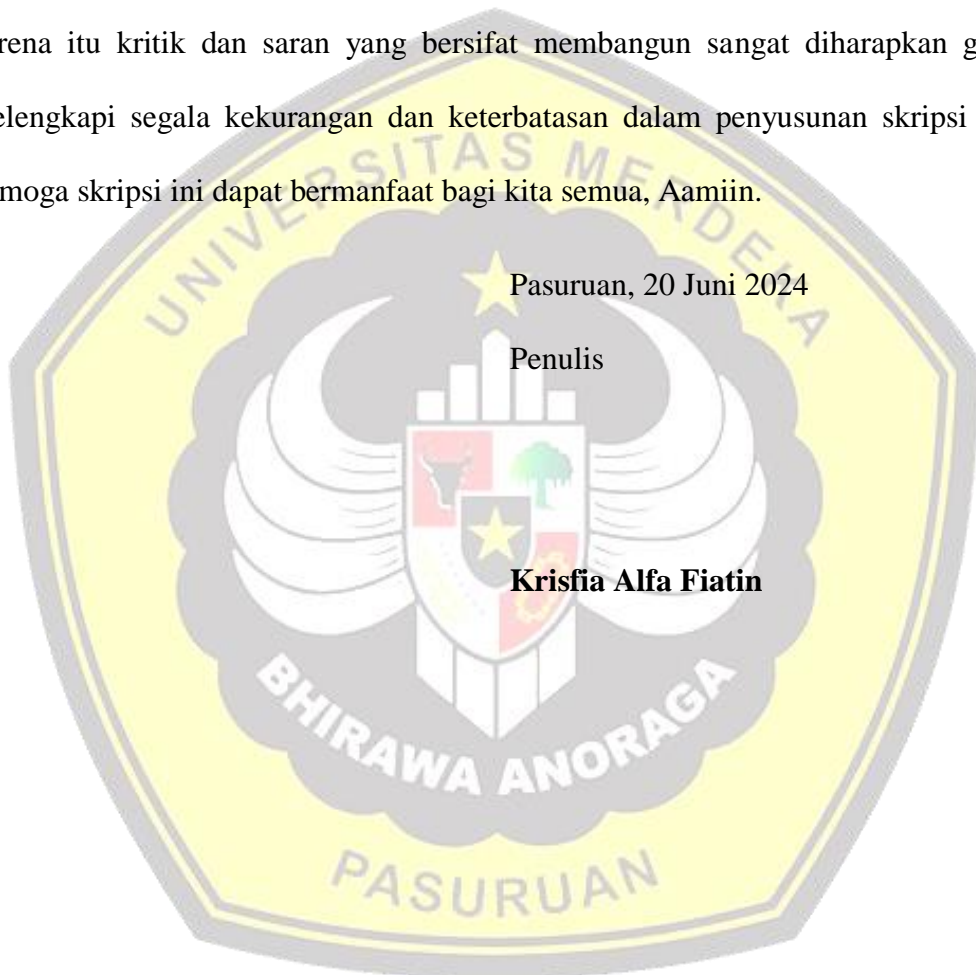 rena itu kritik dan saran yang bersifat membangun sangat diharapkan g
elengkapi segala kekurangan dan keterbatasan dalam penyusunan skripsi
moga skripsi ini dapat bermanfaat bagi kita semua, Aamiin.
Pasuruan, 20 Juni 2024
Penulis
Krisfia Alfa Fiatin
UNIVERSITAS MERDEKA
BHIRAWA ANORAGA
PASURUAN